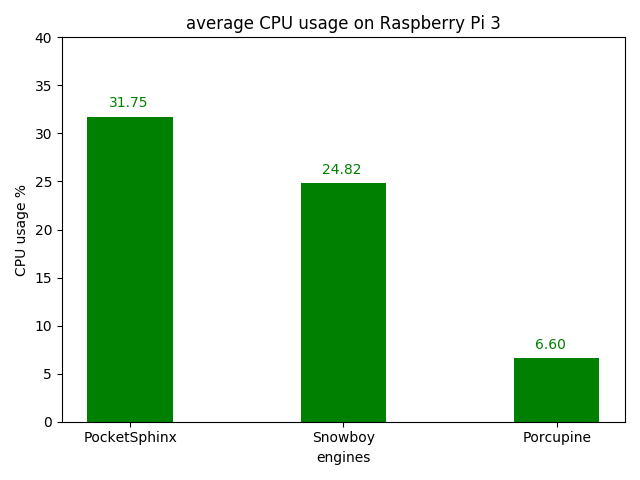 average CPU usage on Raspberry Pi 3
40
35
30
25
20
15
10
5
0
CPU usage %
31.75
24.82
6.60
PocketSphinx
Snowboy
Porcupine
engines